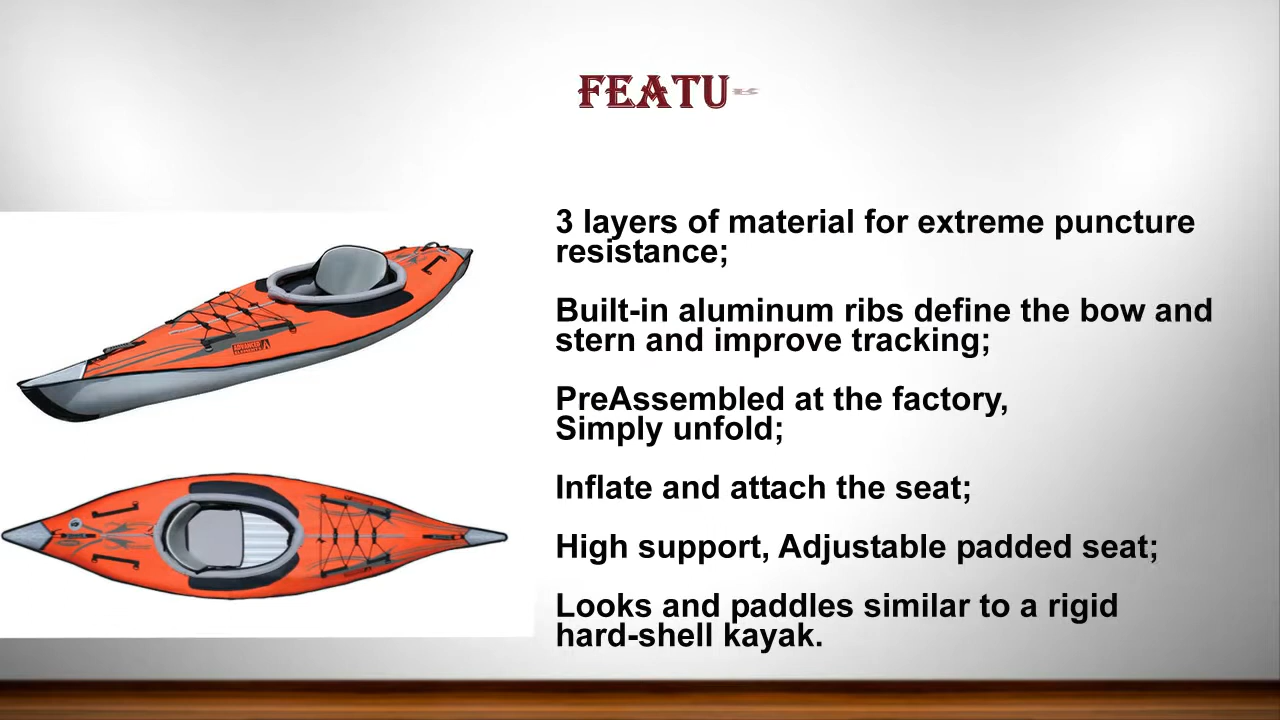 FEATU
3 layers of material for extreme puncture
resistance;
Built-in aluminum ribs define the bow and
stern and improve tracking;
PreAssembled at the factory,
Simply unfold;
Inflate and attach the seat;
High support, Adjustable padded seat;
Looks and paddles similar to a rigid
hard-shell kayak.
ADVANCED